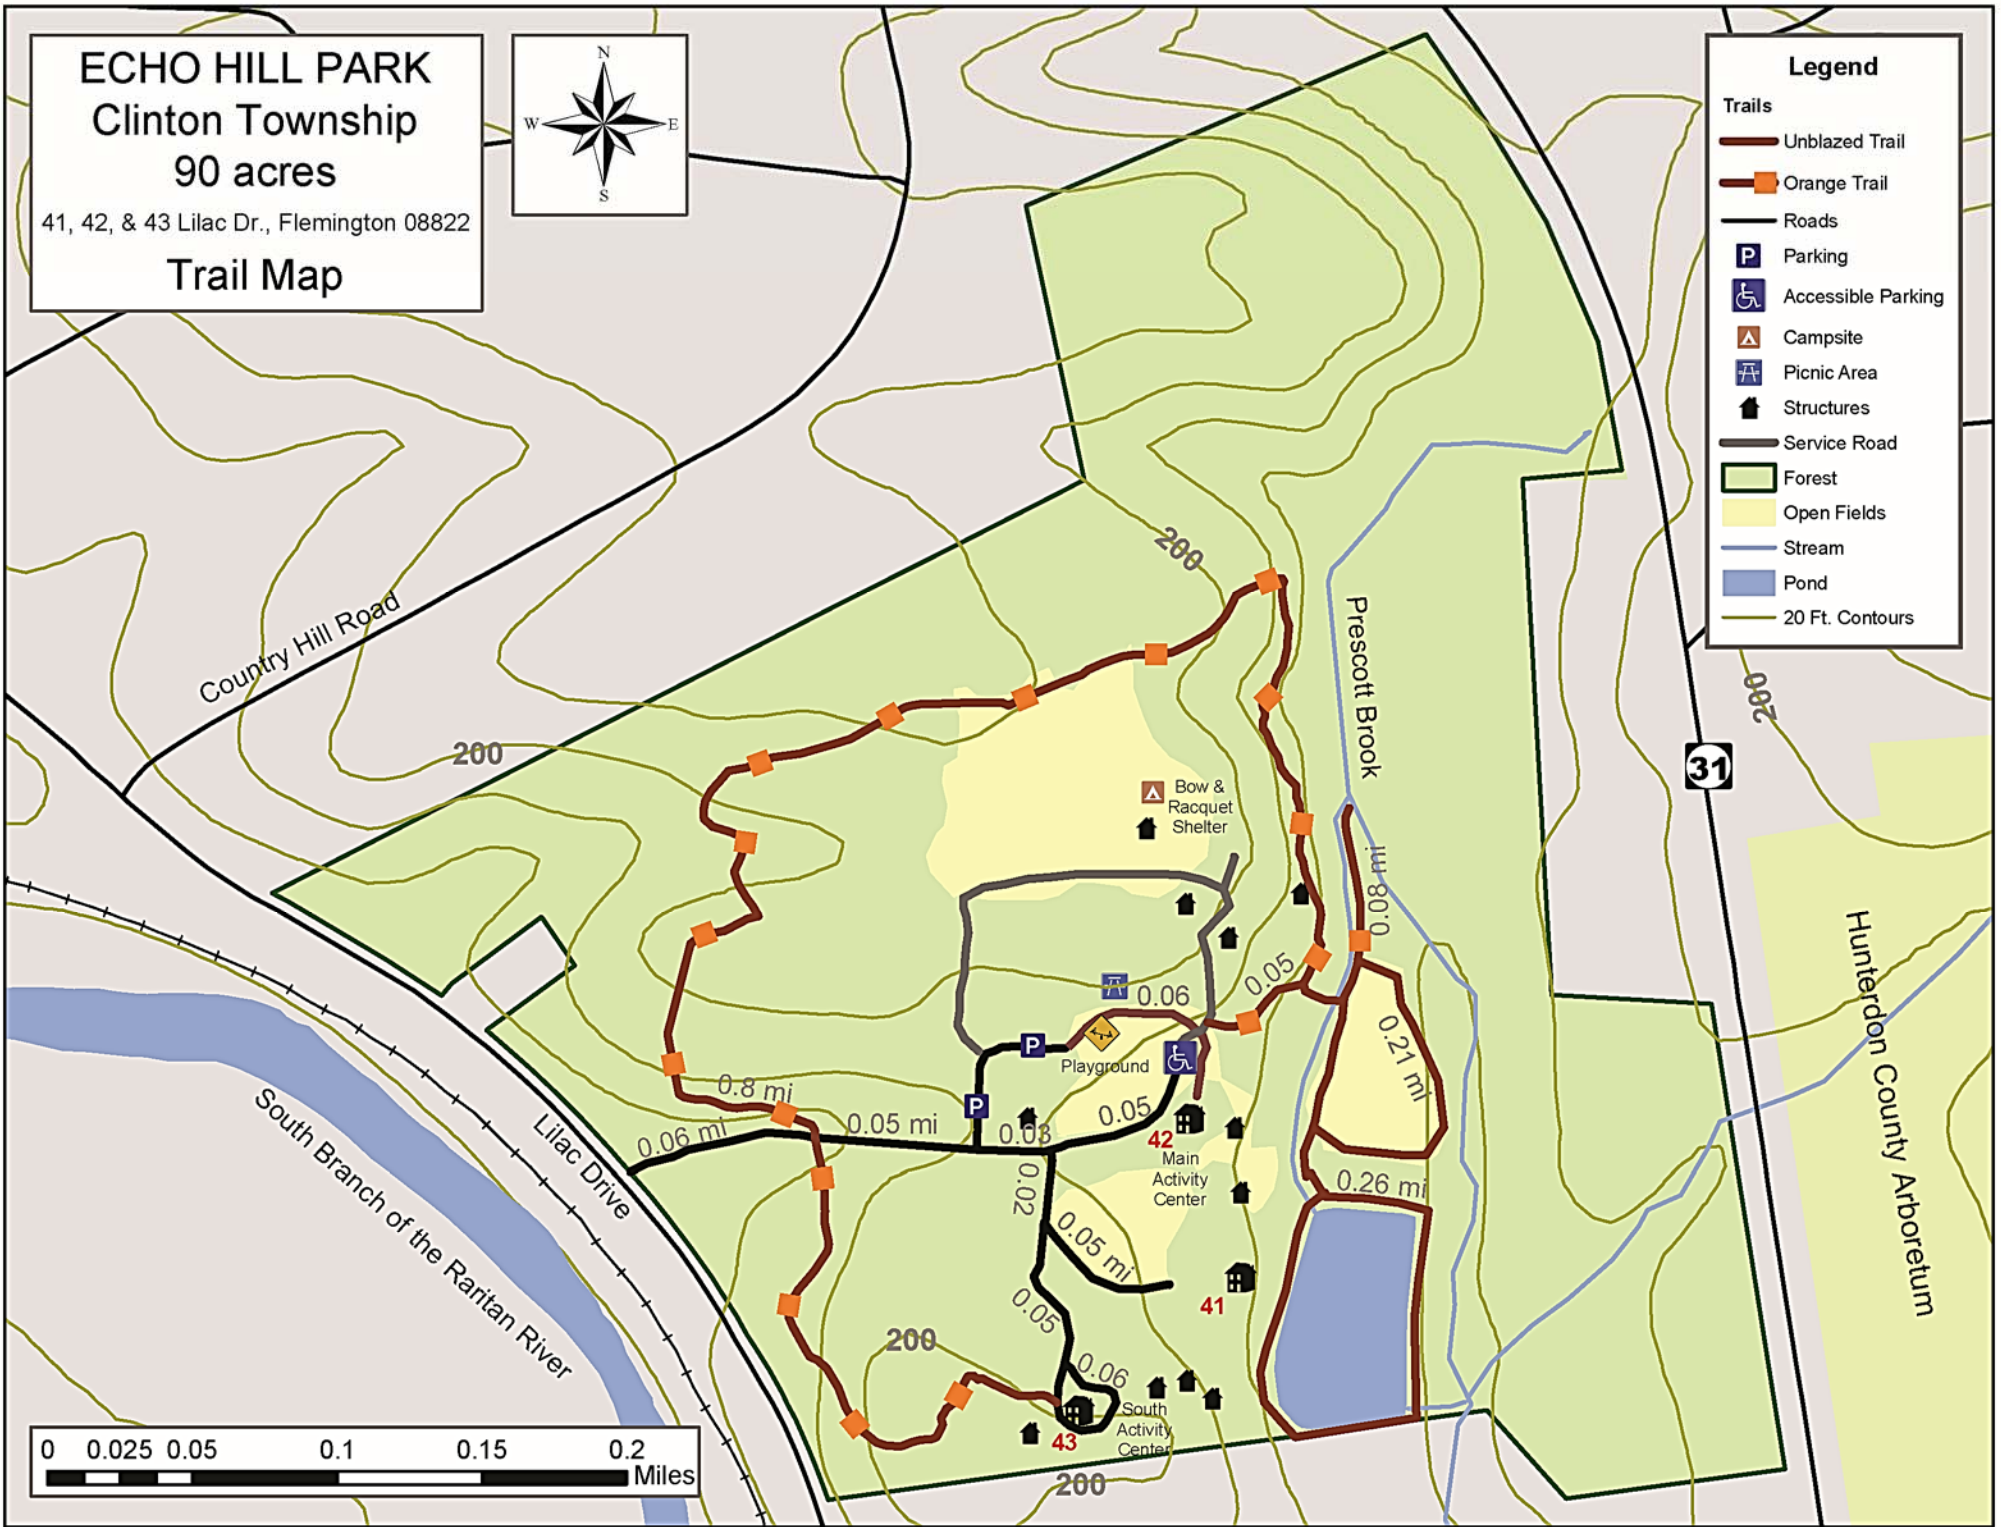 ECHO HILL PARK
Clinton Township
90 acres
41, 42, & 43 Lilac Dr., Flemington 08822
Trail Map
N
W
E
S
Legend
Trails
Unblazed Trail
Orange Trail
Roads
P
Parking
Accessible Parking
Campsite
Picnic Area
Structures
Service Road
Forest
Open Fields
Stream
Pond
20 Ft. Contours
200
Prescott Brook
Country Hill Road
200
200
31
Bow &
Racquet
Shelter
0.08 mi
Hunterdon County Arboretum
0.05
0.06
P
Playground
0.21 mi
0.8 mi
P
0.05 mi
0.03
0.05
0.06 mi
42
Main
Activity
Center
Lilac Drive
South Branch of the Raritan River
0.02
0.26 mi
0.05 mi
41
0.05
200
0.06
South
Activity
Center
43
200
0 0.025 0.05 0.1 0.15 0.2
Miles